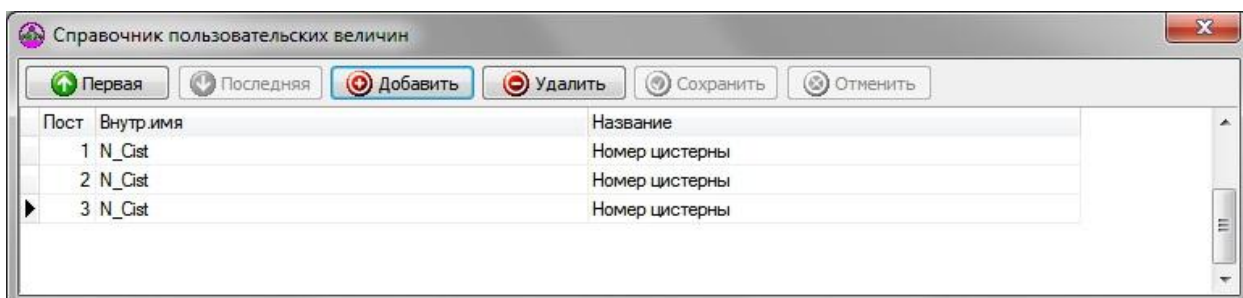 Справочник пользовательских величин
Первая Последняя Добавить Удалить Сохранить Отменить
Пост Внутр.имя Название
1 N_Cist Номер цистерны
2 N_Cist Номер цистерны
3 N_Cist Номер цистерны